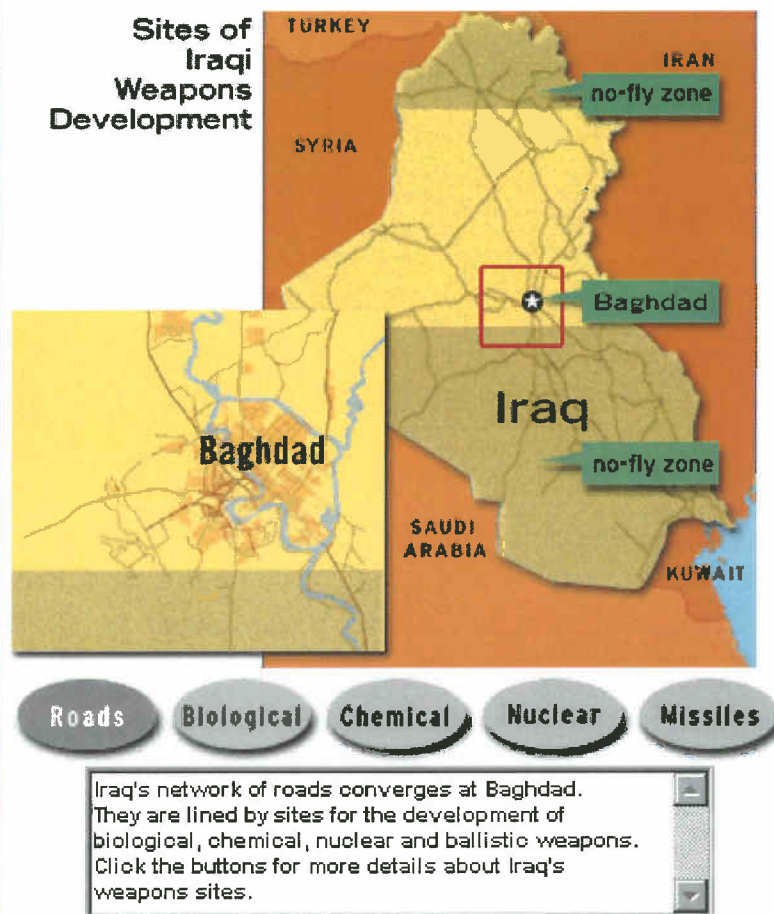 Sites of
Iraqi
Weapons
Development
TURKEY
IRAN
no-fly zone
SYRIA
Baghdad
Iraq
Baghdad
no-fly zone
SAUDI
ARABIA
KUWAIT
Roads
Biological
Chemical
Nuclear
Missiles
Iraq's network of roads converges at Baghdad.
They are lined by sites for the development of
biological, chemical, nuclear and ballistic weapons.
Click the buttons for more details about Iraq's
weapons sites.